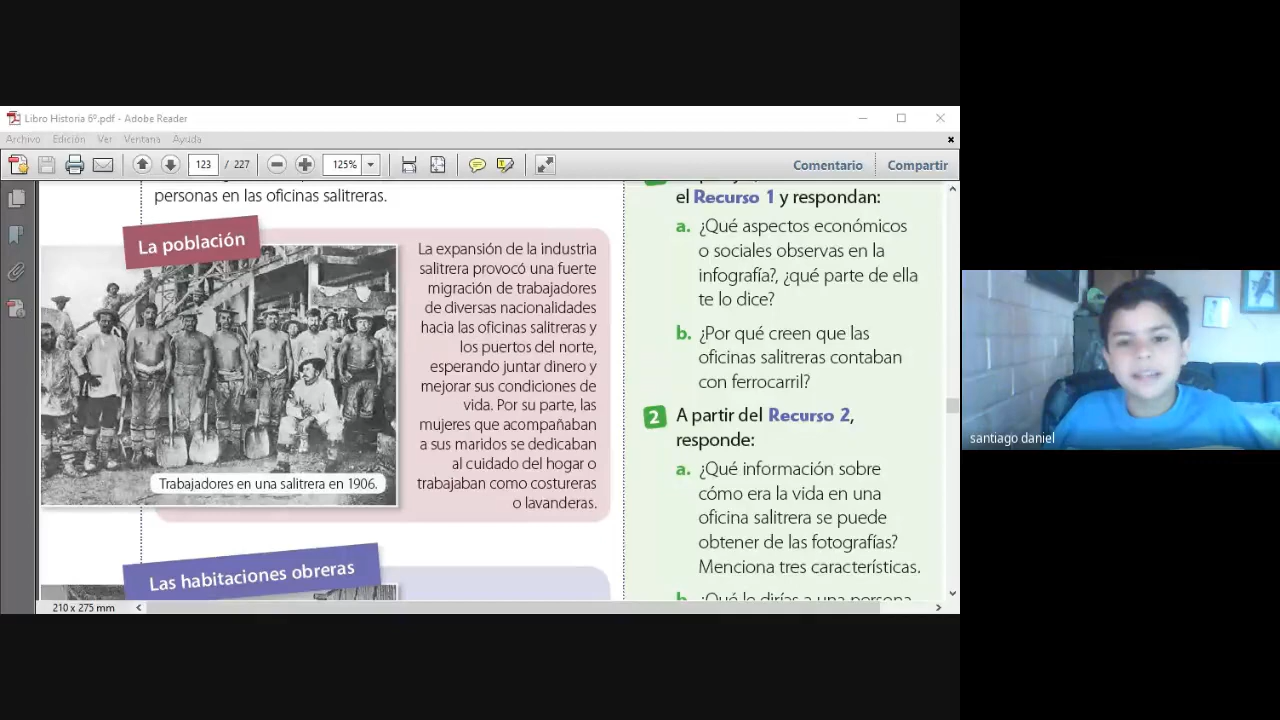 Libro Historia 6º.pdf - Adobe Reader
Archivo Edición Ver Ventana Ayuda
123 / 227 125% Comentario Compartir
personas en las oficinas salitreras.
La población
La expansión de la industria
salitrera provocó una fuerte
migración de trabajadores
de diversas nacionalidades
hacia las oficinas salitreras y
los puertos del norte,
esperando juntar dinero y
mejorar sus condiciones de
vida. Por su parte, las
mujeres que acompañaban
a sus maridos se dedicaban
al cuidado del hogar o
trabajaban como costureras
o lavanderas.
Trabajadores en una salitrera en 1906.
Las habitaciones obreras
el Recurso 1 y respondan:
a. ¿Qué aspectos económicos
o sociales observas en la
infografía?, ¿qué parte de ella
te lo dice?
b. ¿Por qué creen que las
oficinas salitreras contaban
con ferrocarril?
2 A partir del Recurso 2,
responde:
a. ¿Qué información sobre
cómo era la vida en una
oficina salitrera se puede
obtener de las fotografías?
Menciona tres características.
b. ¿Qué le dirías a una persona
210 x 275 mm
santiago daniel